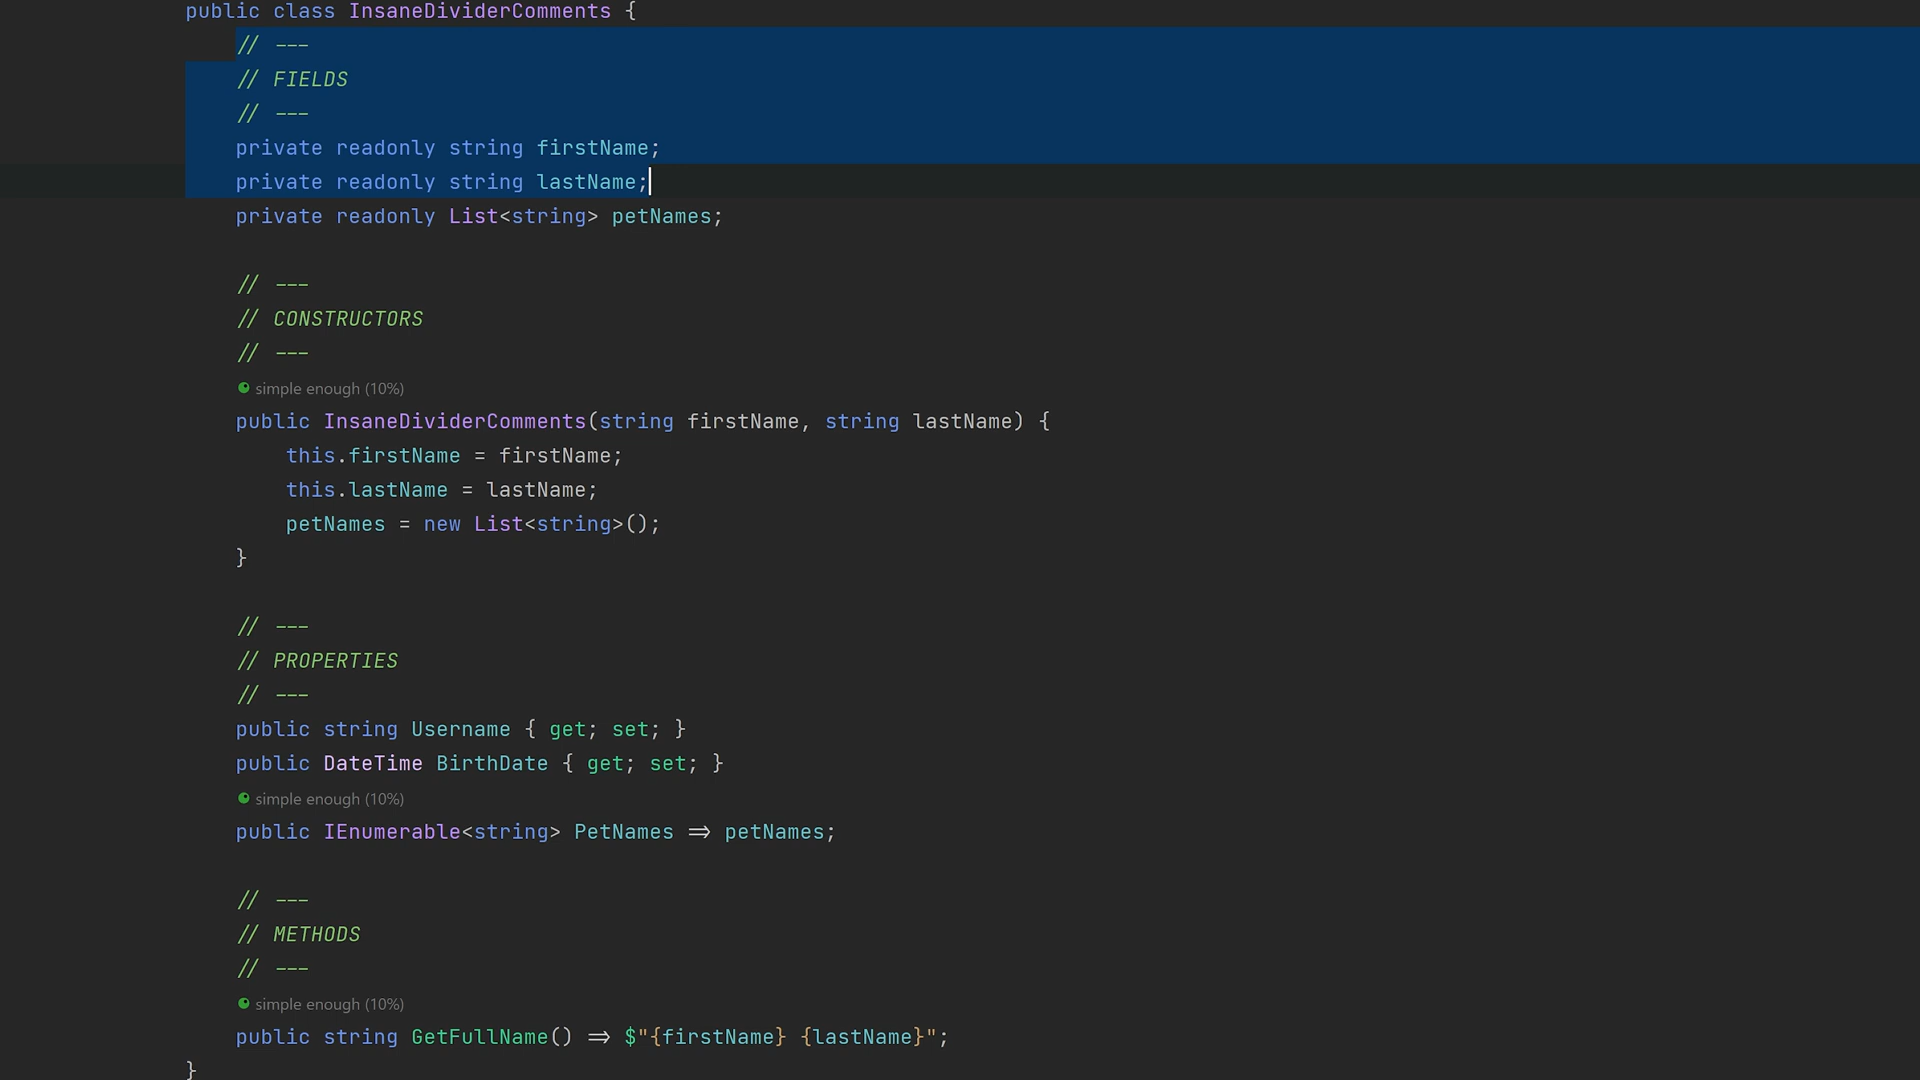 public class InsaneDividerComments {
// ---
// FIELDS
// ---
private readonly string firstName;
private readonly string lastName;
private readonly List<string> petNames;
// ---
// CONSTRUCTORS
// ---
simple enough (10%)
public InsaneDividerComments(string firstName, string lastName) {
this.firstName = firstName;
this.lastName = lastName;
petNames = new List<string>();
}
// ---
// PROPERTIES
// ---
public string Username { get; set; }
public DateTime BirthDate { get; set; }
simple enough (10%)
public IEnumerable<string> PetNames => petNames;
// ---
// METHODS
// ---
simple enough (10%)
public string GetFullName() => $"{firstName} {lastName}";
}